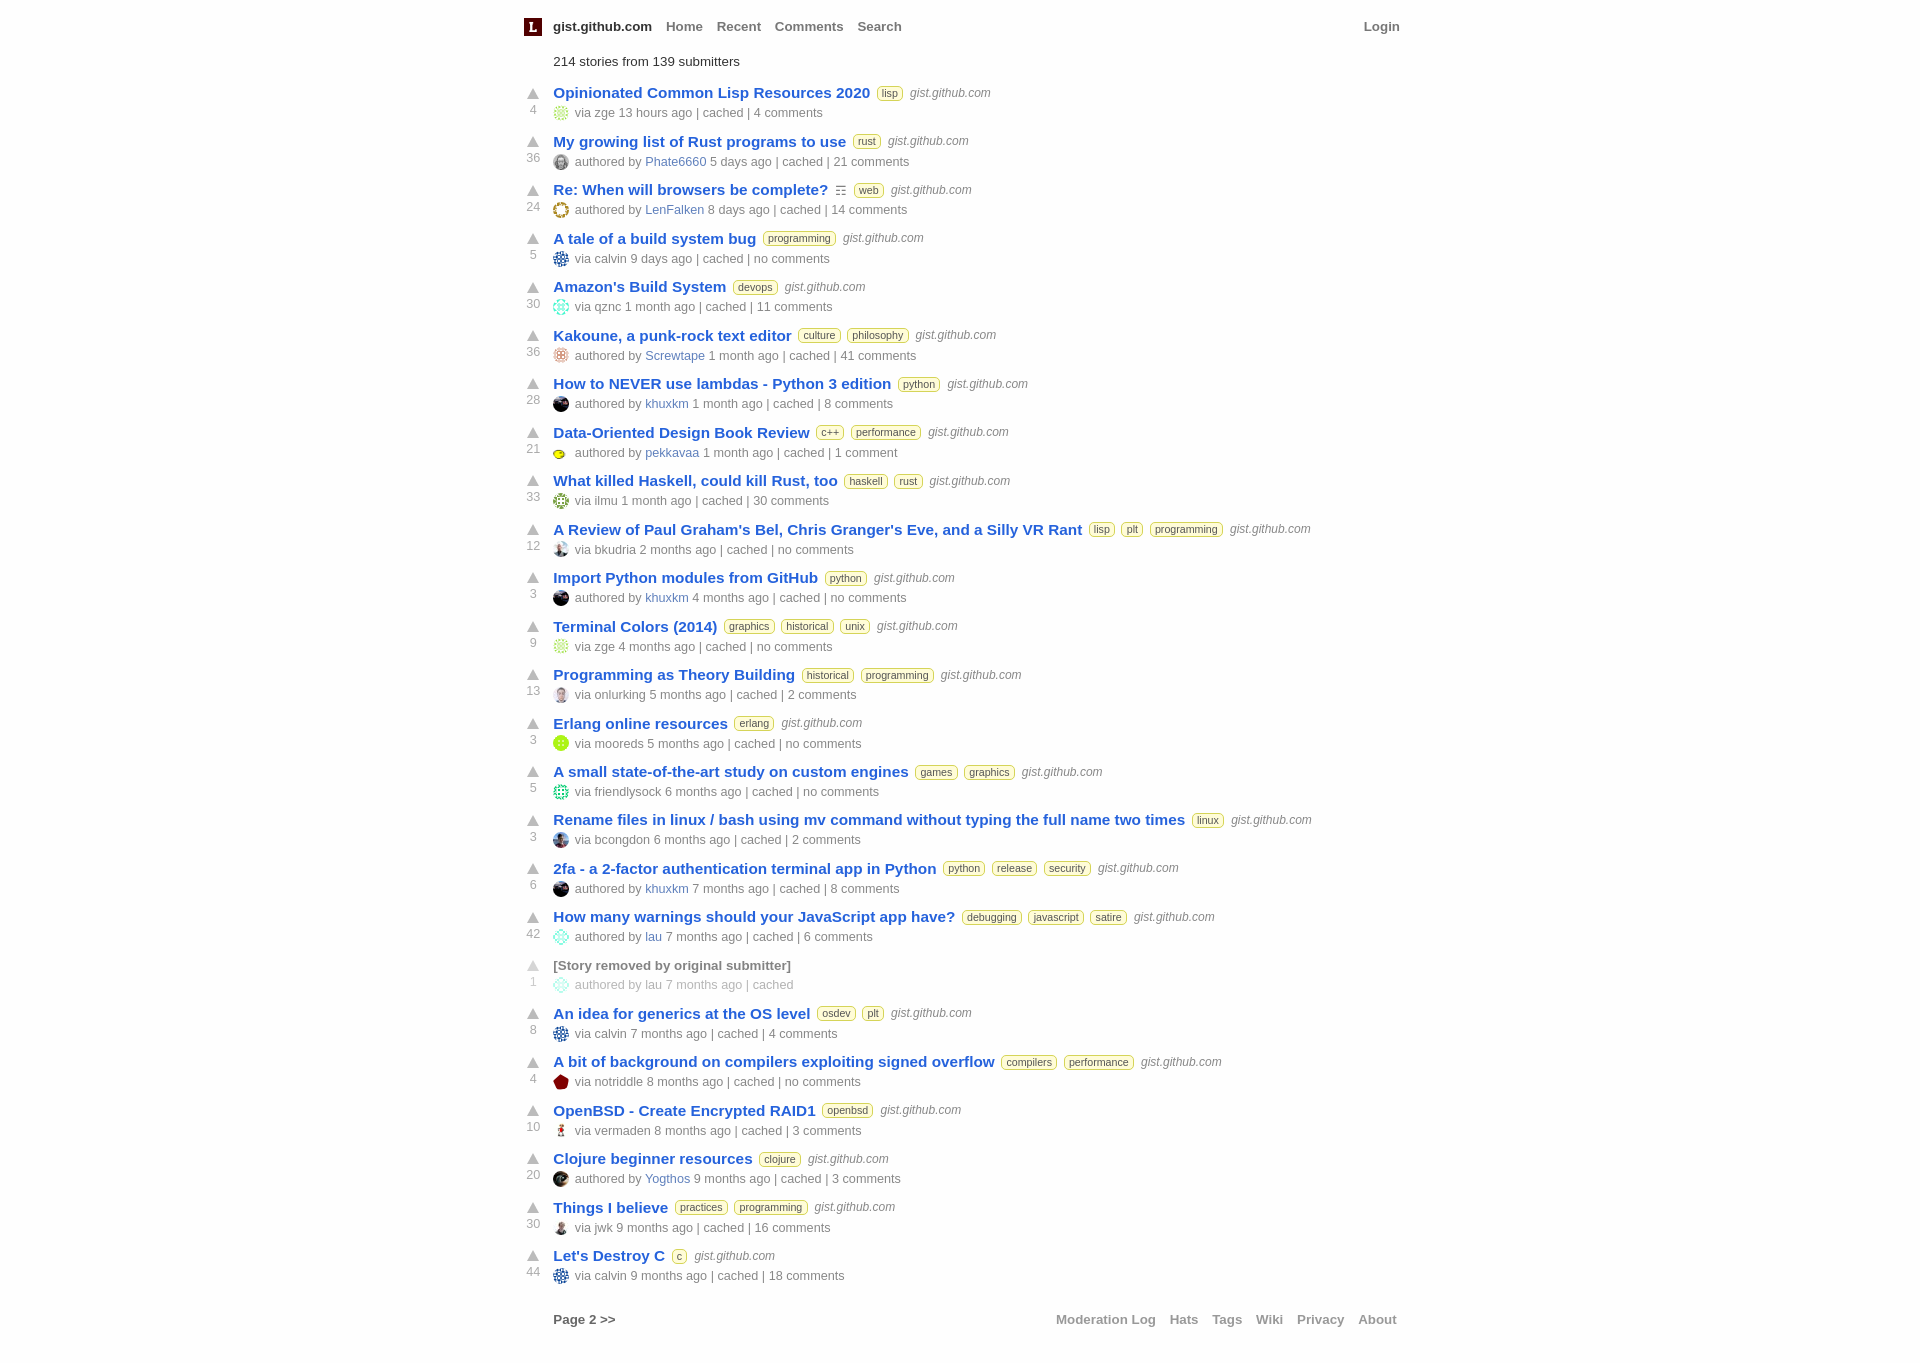 L gist.github.com Home Recent Comments Search Login
214 stories from 139 submitters
Opinionated Common Lisp Resources 2020 lisp gist.github.com
4 via zge 13 hours ago | cached | 4 comments
My growing list of Rust programs to use rust gist.github.com
36 authored by Phate6660 5 days ago | cached | 21 comments
Re: When will browsers be complete? ☶ web gist.github.com
24 authored by LenFalken 8 days ago | cached | 14 comments
A tale of a build system bug programming gist.github.com
5 via calvin 9 days ago | cached | no comments
Amazon's Build System devops gist.github.com
30 via qznc 1 month ago | cached | 11 comments
Kakoune, a punk-rock text editor culture philosophy gist.github.com
36 authored by Screwtape 1 month ago | cached | 41 comments
How to NEVER use lambdas - Python 3 edition python gist.github.com
28 authored by khuxkm 1 month ago | cached | 8 comments
Data-Oriented Design Book Review c++ performance gist.github.com
21 authored by pekkavaa 1 month ago | cached | 1 comment
What killed Haskell, could kill Rust, too haskell rust gist.github.com
33 via ilmu 1 month ago | cached | 30 comments
A Review of Paul Graham's Bel, Chris Granger's Eve, and a Silly VR Rant lisp plt programming gist.github.com
12 via bkudria 2 months ago | cached | no comments
Import Python modules from GitHub python gist.github.com
3 authored by khuxkm 4 months ago | cached | no comments
Terminal Colors (2014) graphics historical unix gist.github.com
9 via zge 4 months ago | cached | no comments
Programming as Theory Building historical programming gist.github.com
13 via onlurking 5 months ago | cached | 2 comments
Erlang online resources erlang gist.github.com
3 via mooreds 5 months ago | cached | no comments
A small state-of-the-art study on custom engines games graphics gist.github.com
5 via friendlysock 6 months ago | cached | no comments
Rename files in linux / bash using mv command without typing the full name two times linux gist.github.com
3 via bcongdon 6 months ago | cached | 2 comments
2fa - a 2-factor authentication terminal app in Python python release security gist.github.com
6 authored by khuxkm 7 months ago | cached | 8 comments
How many warnings should your JavaScript app have? debugging javascript satire gist.github.com
42 authored by lau 7 months ago | cached | 6 comments
[Story removed by original submitter]
1 authored by lau 7 months ago | cached
An idea for generics at the OS level osdev plt gist.github.com
8 via calvin 7 months ago | cached | 4 comments
A bit of background on compilers exploiting signed overflow compilers performance gist.github.com
4 via notriddle 8 months ago | cached | no comments
OpenBSD - Create Encrypted RAID1 openbsd gist.github.com
10 via vermaden 8 months ago | cached | 3 comments
Clojure beginner resources clojure gist.github.com
20 authored by Yogthos 9 months ago | cached | 3 comments
Things I believe practices programming gist.github.com
30 via jwk 9 months ago | cached | 16 comments
Let's Destroy C c gist.github.com
44 via calvin 9 months ago | cached | 18 comments
Page 2 >> Moderation Log Hats Tags Wiki Privacy About